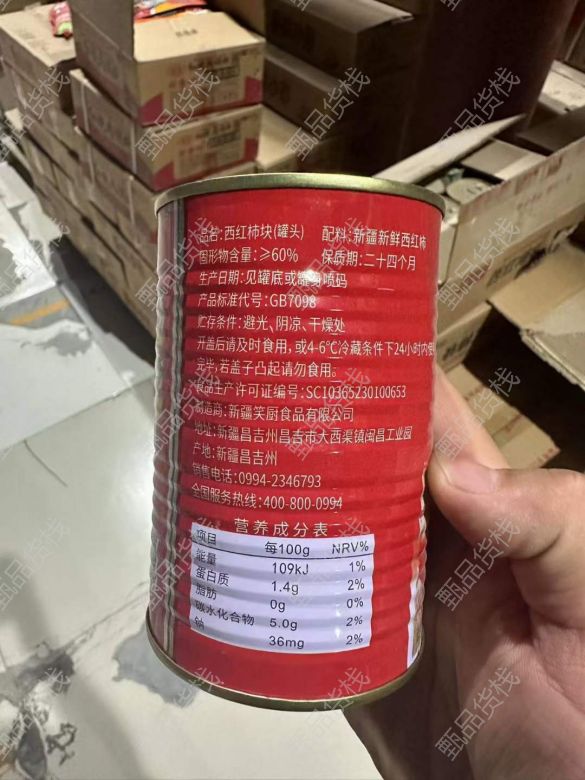 品名:西红柿块(罐头) 配料:新疆新鲜西红柿
固形物含量:≥60% 保质期:二十四个月
生产日期:见罐底或罐身喷码
产品标准代号:GB7098
贮存条件:避光、阴凉、干燥处
开盖后请及时食用,或4-6℃冷藏条件下24小时内
完毕,若盖子凸起请勿食用。
食品生产许可证编号:SC10365230100653
制造商:新疆笑厨食品有限公司
地址:新疆昌吉州昌吉市大西渠镇闽昌工业园
产地:新疆昌吉州
销售电话:0994-2346793
全国服务热线:400-800-0994
营养成分表
项目 每100g NRV%
能量 109kJ 1%
蛋白质 1.4g 2%
脂肪 0g 0%
碳水化合物 5.0g 2%
钠 36mg 2%
甄品货栈